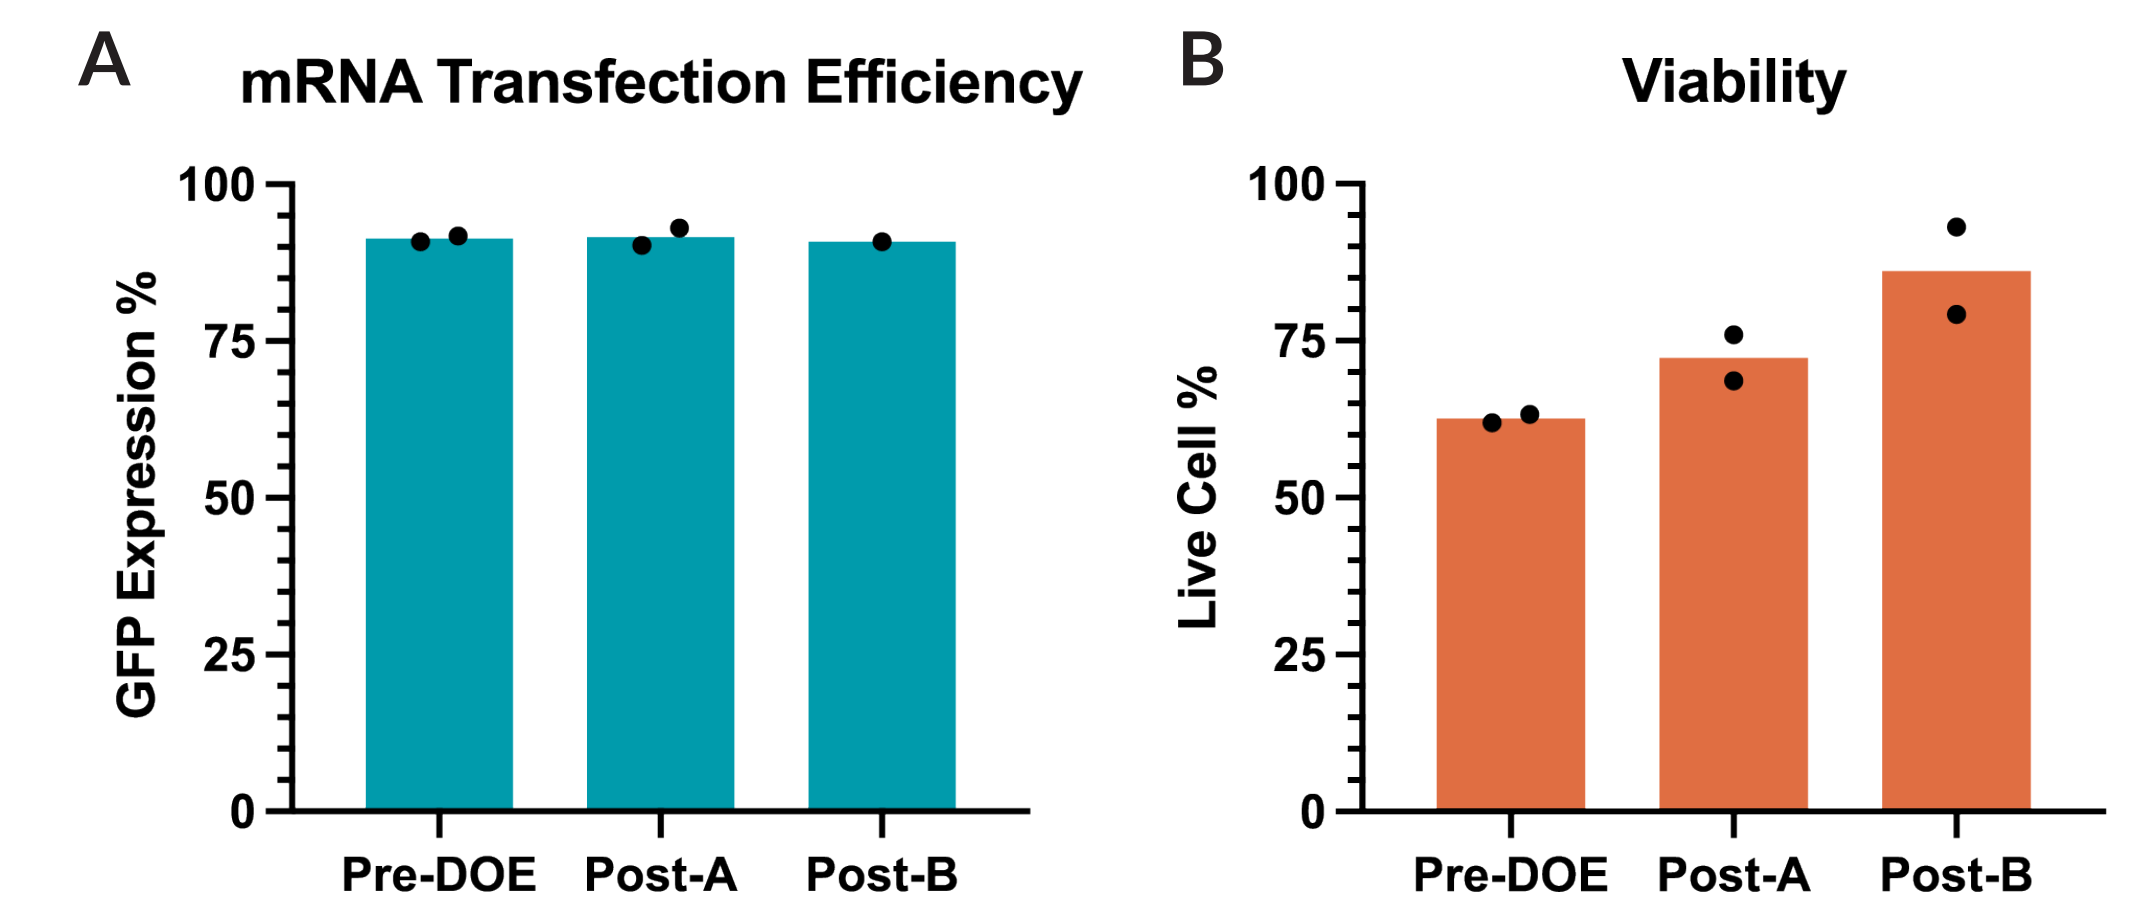 A
mRNA Transfection Efficiency
GFP Expression %
100
75
50
25
0
Pre-DOE Post-A Post-B
B
Viability
Live Cell %
100
75
50
25
0
Pre-DOE Post-A Post-B